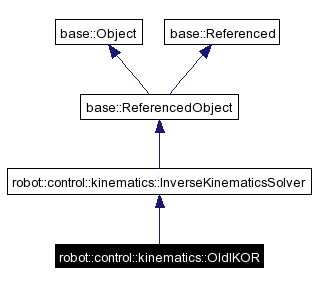 base::Object
base::Referenced
base::ReferencedObject
robot::control::kinematics::InverseKinematicsSolver
robot::control::kinematics::OldIKOR